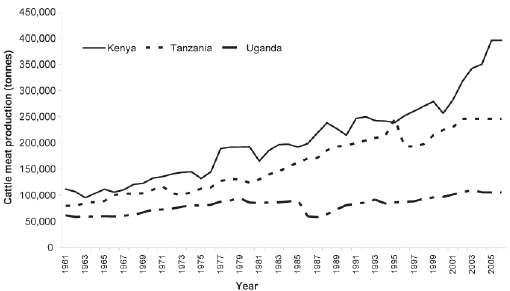 Cattle meat production (tonnes)
450,000
400,000
350,000
300,000
250,000
200,000
150,000
100,000
50,000
0
Kenya Tanzania Uganda
1961 1963 1965 1967 1969 1971 1973 1975 1977 1979 1981 1983 1985 1987 1989 1991 1993 1995 1997 1999 2001 2003 2005
Year